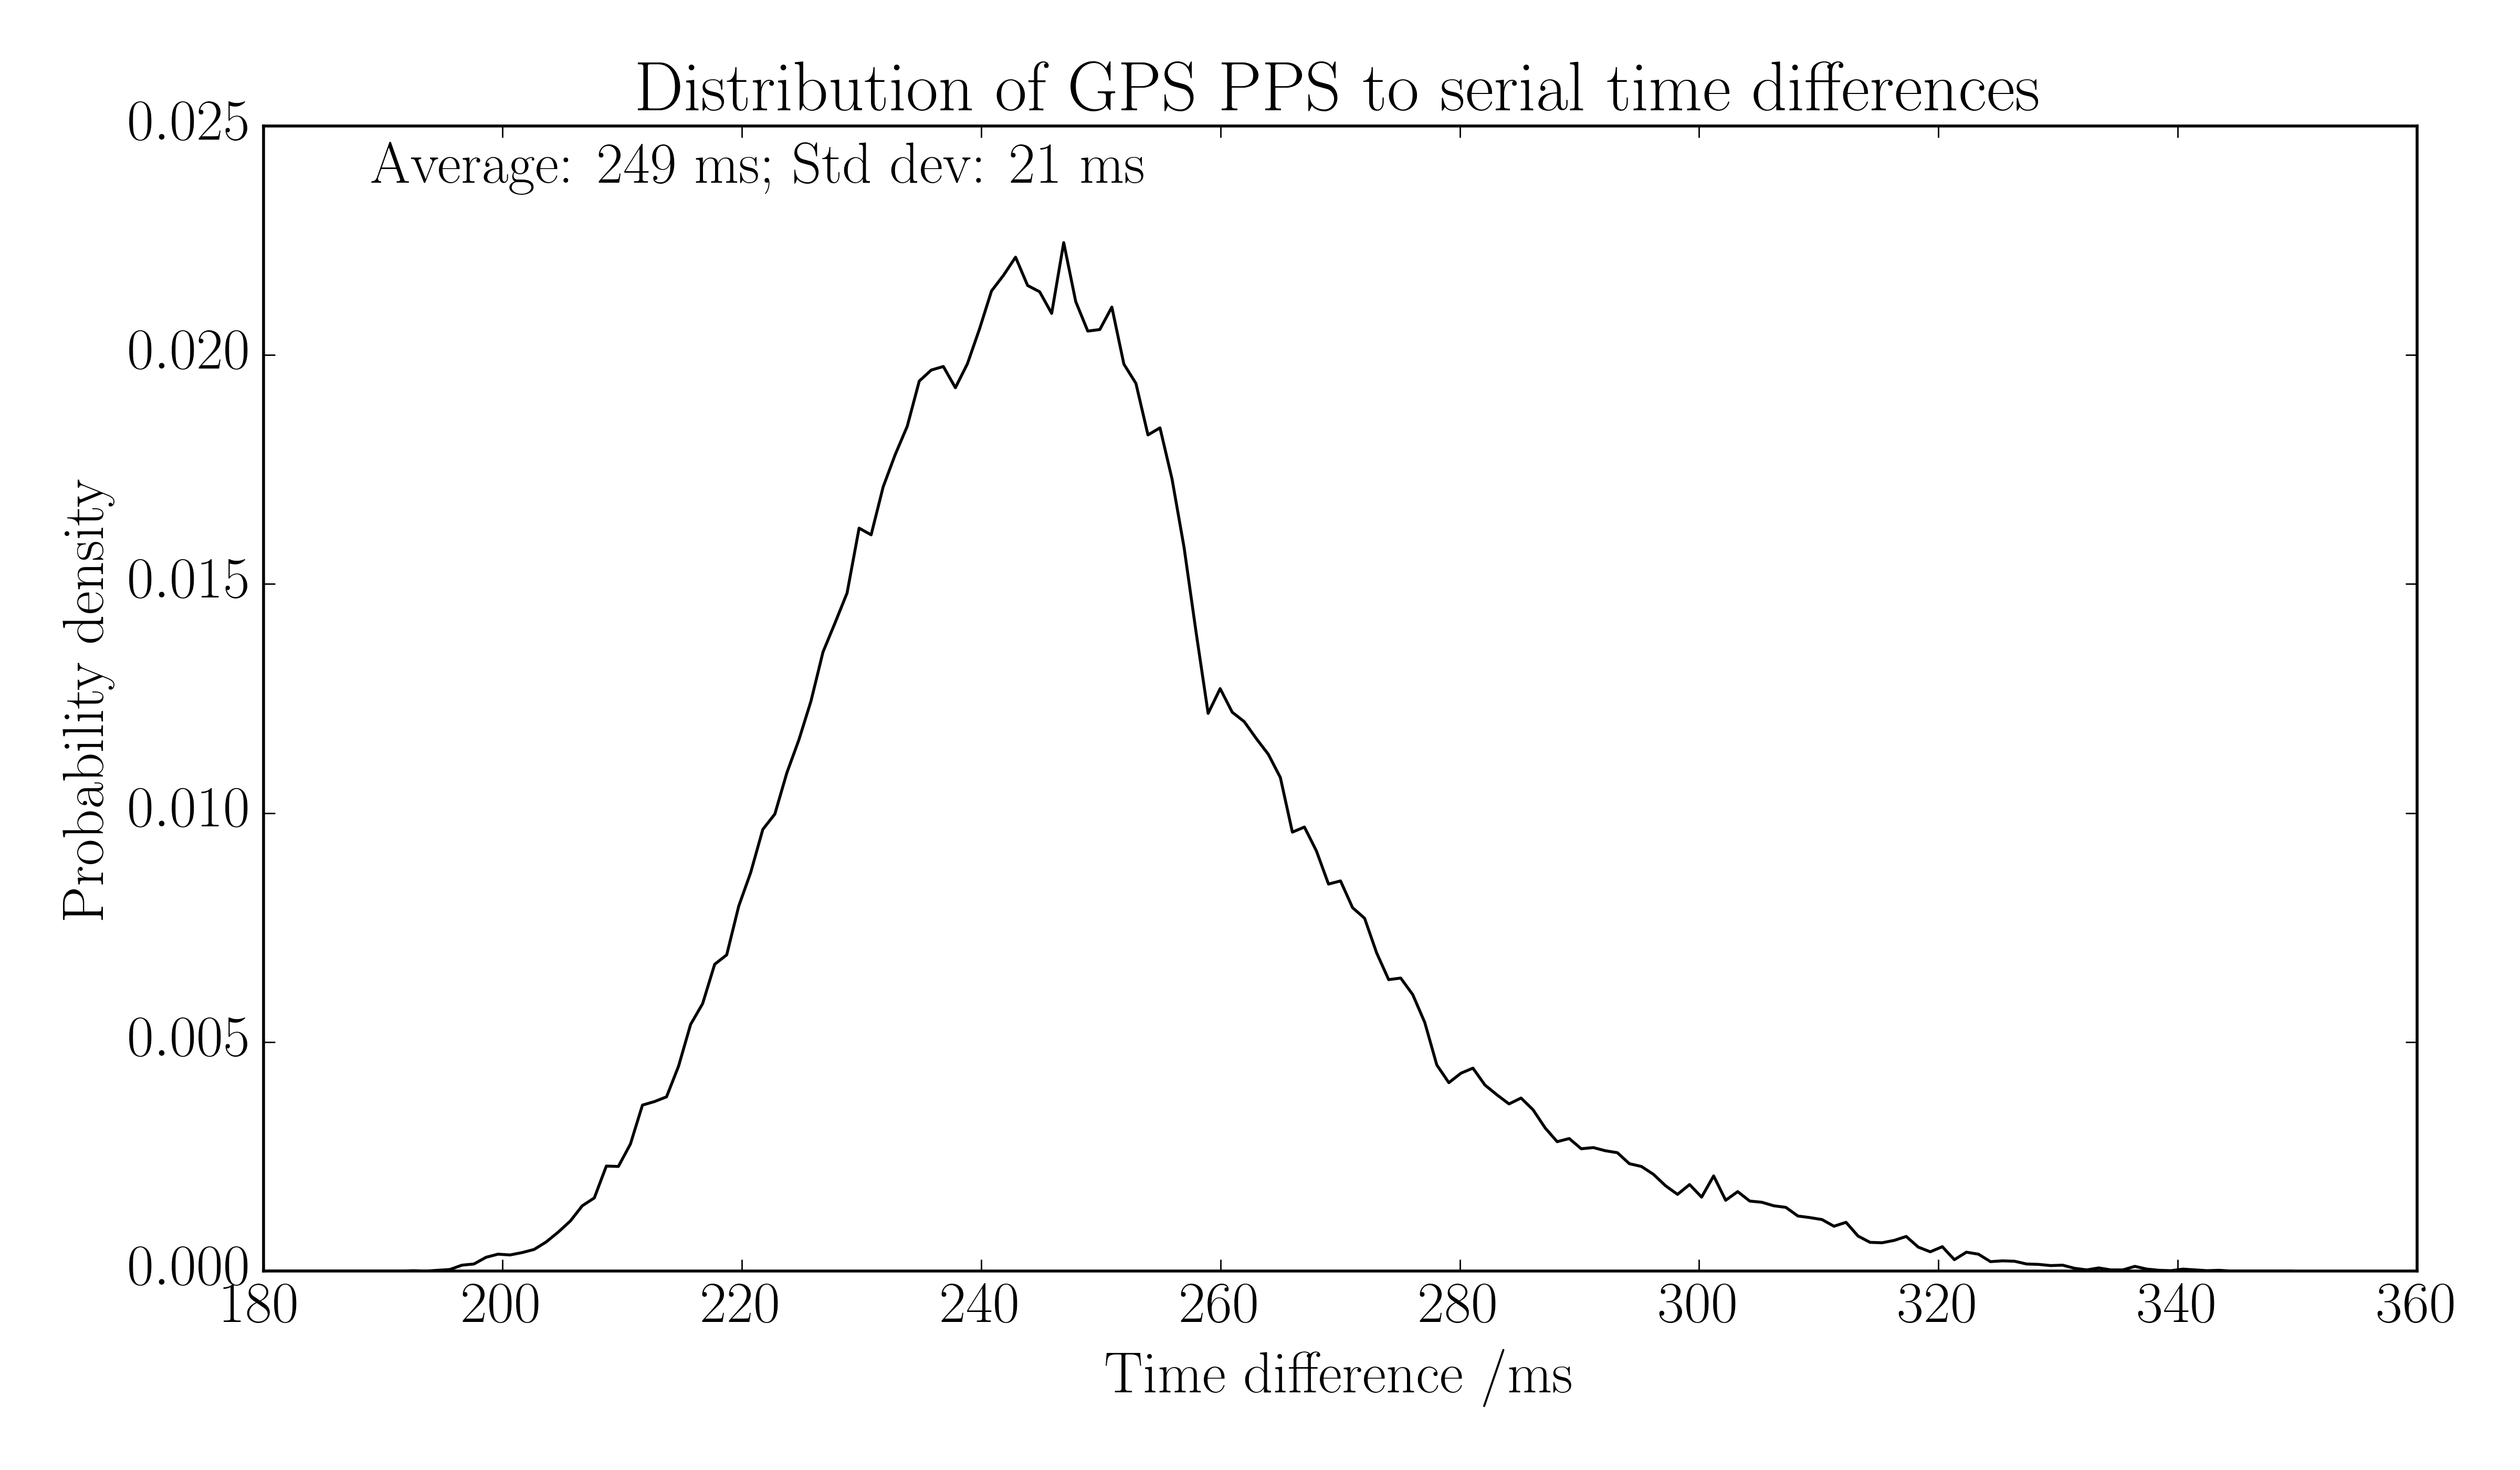 Distribution of GPS PPS to serial time differences
Average: 249 ms; Std dev: 21 ms
Probability density
0.025
0.020
0.015
0.010
0.005
0.000
180 200 220 240 260 280 300 320 340 360
Time difference /ms